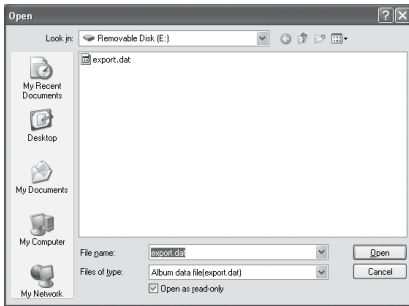 Open
Look in:
Removable Disk (E:)
export.dat
My Recent
Documents
Desktop
My Documents
My Computer
My Network
File name:
export.dat
Open
Files of type:
Album data file(export.dat)
Cancel
Open as read-only